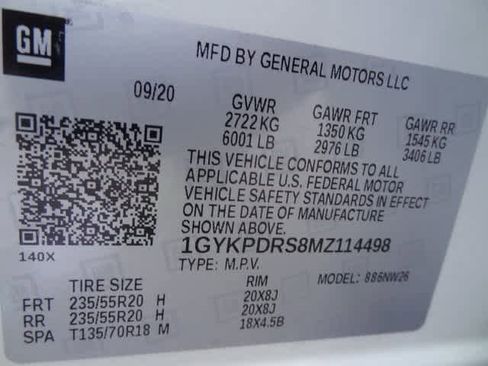 GM
MFD BY GENERAL MOTORS LLC
09/20
GVWR GAWR FRT GAWR RR
2722 KG 1350 KG 1545 KG
6001 LB 2976 LB 3406 LB
THIS VEHICLE CONFORMS TO ALL
APPLICABLE U.S. FEDERAL MOTOR
VEHICLE SAFETY STANDARDS IN EFFECT
ON THE DATE OF MANUFACTURE
SHOWN ABOVE.
1GYKPDRS8MZ114498
140X
TYPE: M.P.V. MODEL: 886NW26
TIRE SIZE RIM
FRT 235/55R20 H 20X8J
RR 235/55R20 H 20X8J
SPA T135/70R18 M 18X4.5B